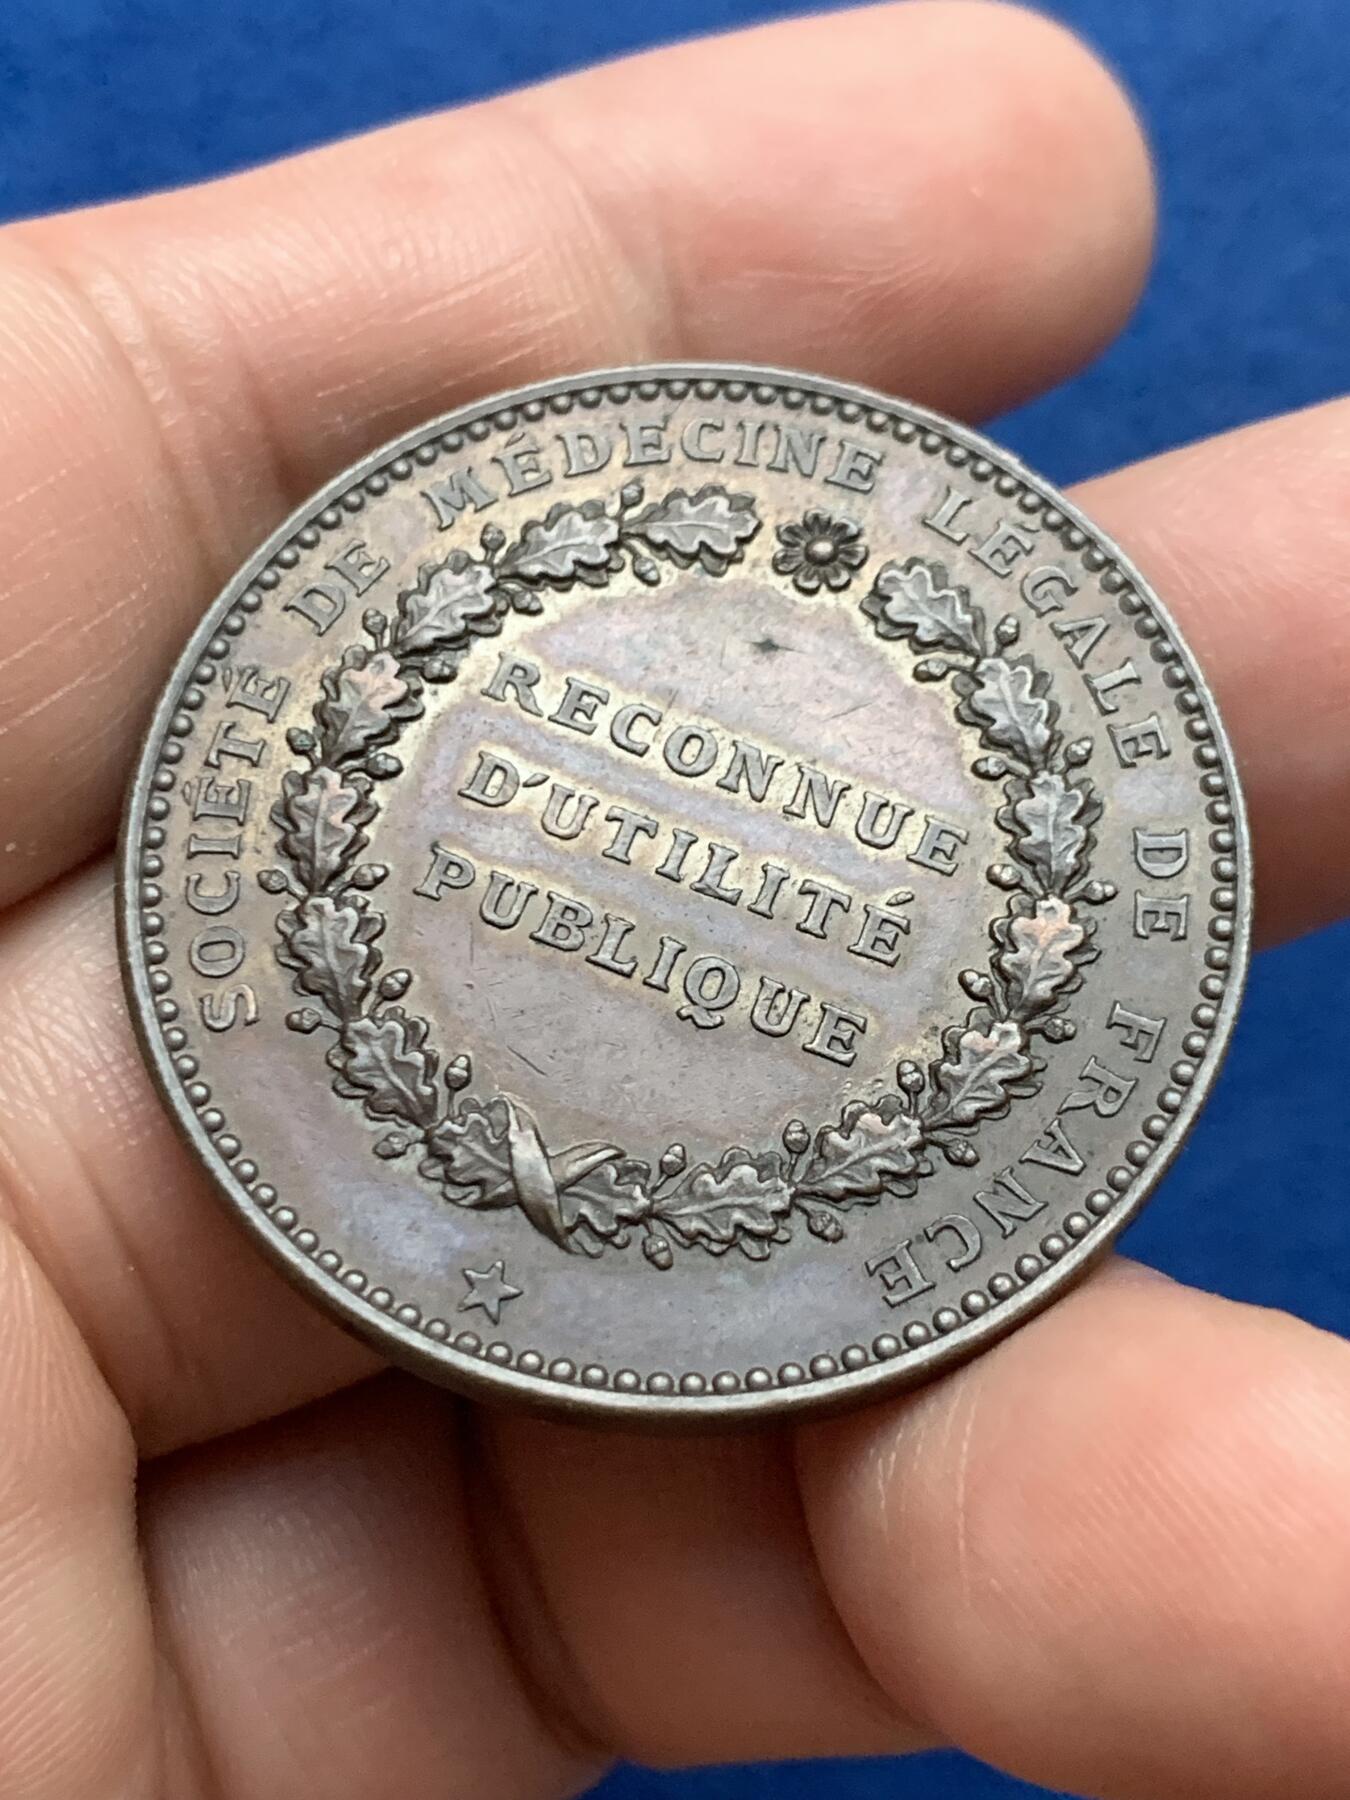 SOCIÉTÉ DE MÉDECINE LÉGALE DE FRANCE
RECONNUE
D'UTILITÉ
PUBLIQUE